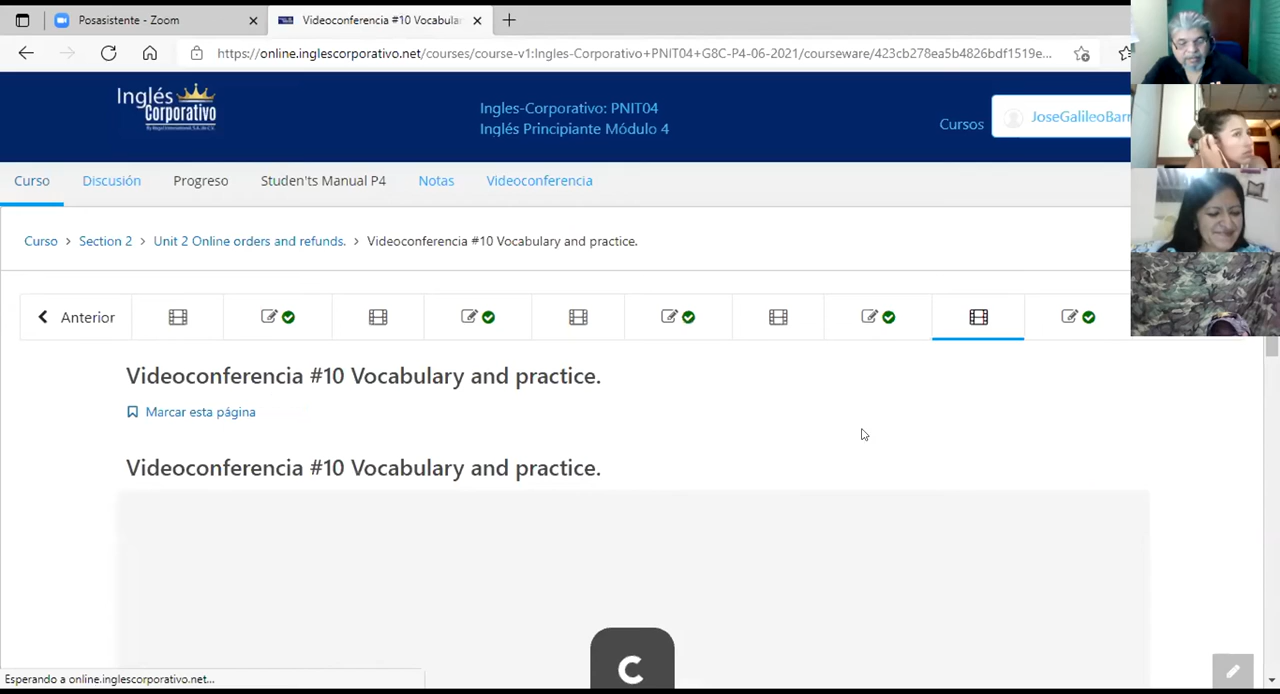 Posasistente - Zoom
Videoconferencia #10 Vocabula
https://online.inglescorporativo.net/courses/course-v1:Ingles-Corporativo+PNIT04+G8C-P4-06-2021/courseware/423cb278ea5b4826bdf1519e...
Inglés
Corporativo
Ingles-Corporativo: PNIT04
Inglés Principiante Módulo 4
Cursos
JoseGalileoBarr
Curso
Discusión
Progreso
Studen'ts Manual P4
Notas
Videoconferencia
Curso > Section 2 > Unit 2 Online orders and refunds. > Videoconferencia #10 Vocabulary and practice.
Anterior
Videoconferencia #10 Vocabulary and practice.
Marcar esta página
Videoconferencia #10 Vocabulary and practice.
Esperando a online.inglescorporativo.net...